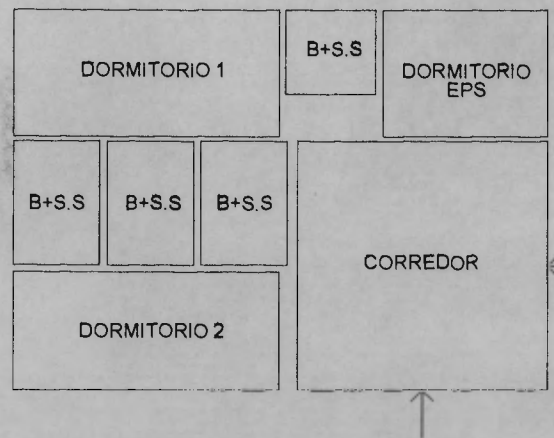 DORMITORIO 1
B+S.S
DORMITORIO
EPS
B+S.S
B+S.S
B+S.S
CORREDOR
DORMITORIO 2